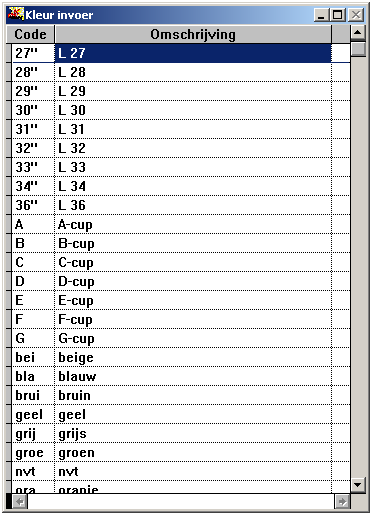 Kleur invoer
Code Omschrijving
27" L 27
28" L 28
29" L 29
30" L 30
31" L 31
32" L 32
33" L 33
34" L 34
36" L 36
A A-cup
B B-cup
C C-cup
D D-cup
E E-cup
F F-cup
G G-cup
bei beige
bla blauw
brui bruin
geel geel
grij grijs
groe groen
nvt nvt
ora oranje